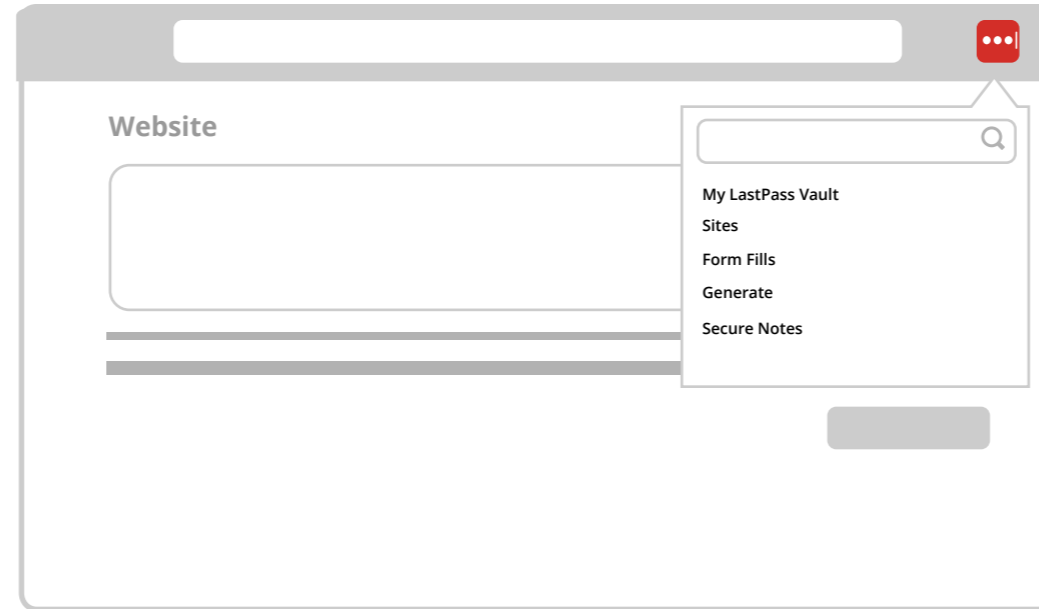 Website
My LastPass Vault
Sites
Form Fills
Generate
Secure Notes